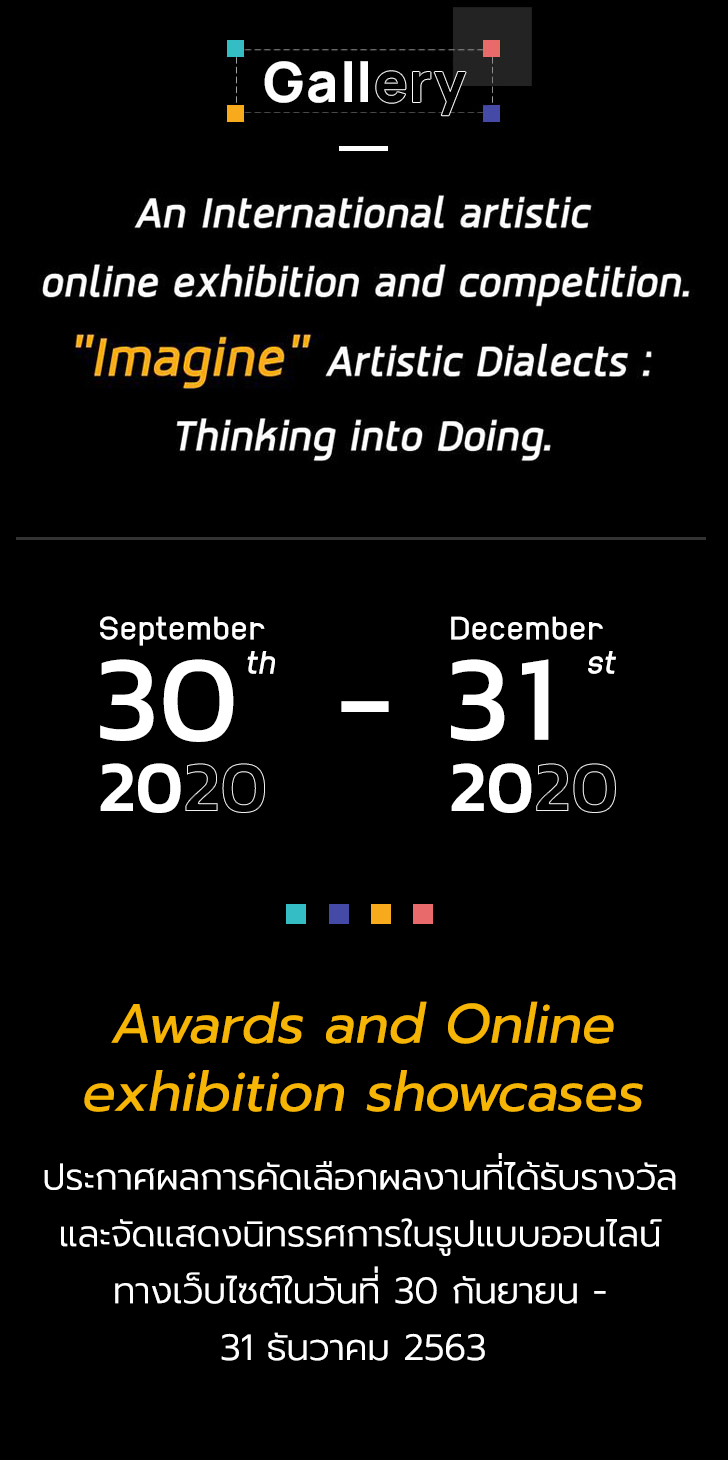 Gallery
An International artistic
online exhibition and competition.
"Imagine" Artistic Dialects :
Thinking into Doing.
September December
30th – 31st
2020 2020
Awards and Online
exhibition showcases
ประกาศผลการคัดเลือกผลงานที่ได้รับรางวัล
และจัดแสดงนิทรรศการในรูปแบบออนไลน์
ทางเว็บไซต์ในวันที่ 30 กันยายน -
31 ธันวาคม 2563